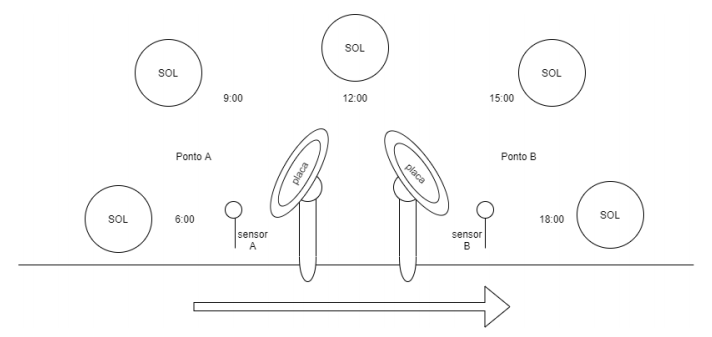 SOL
SOL
SOL
9:00
12:00
15:00
Ponto A
placa
placa
Ponto B
SOL
6:00
sensor
A
sensor
B
18:00
SOL